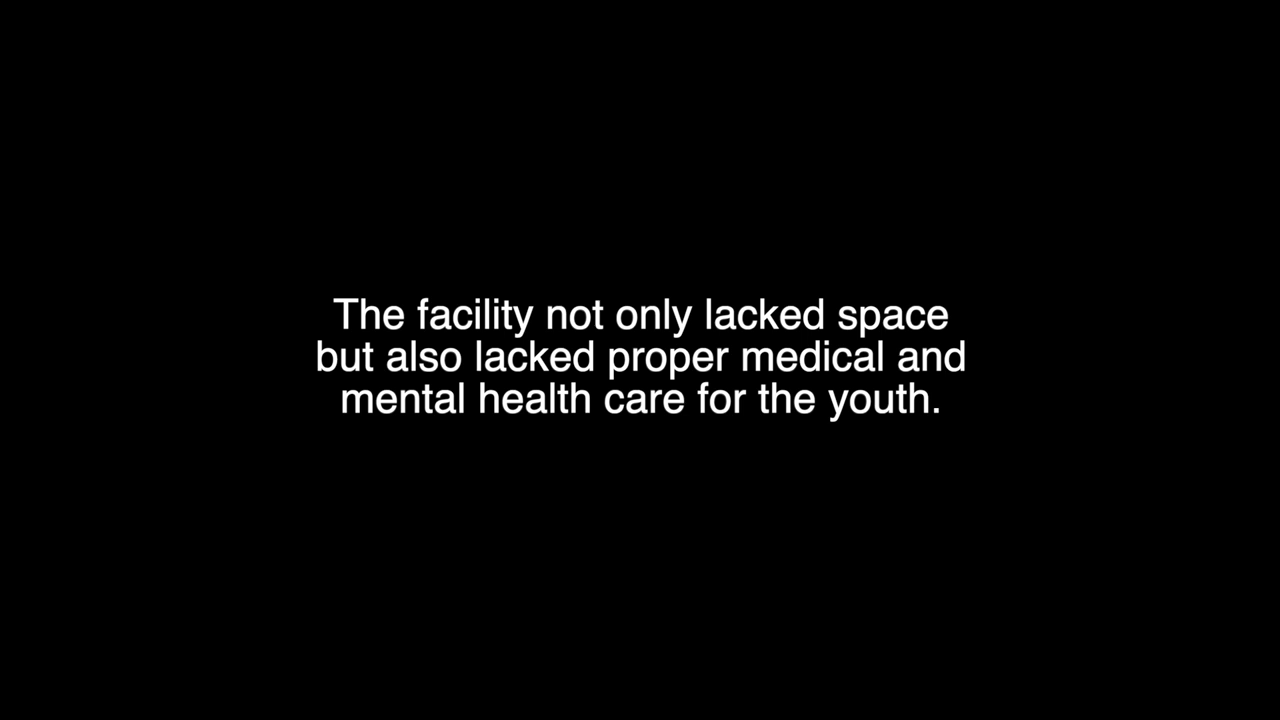 The facility not only lacked space
but also lacked proper medical and
mental health care for the youth.